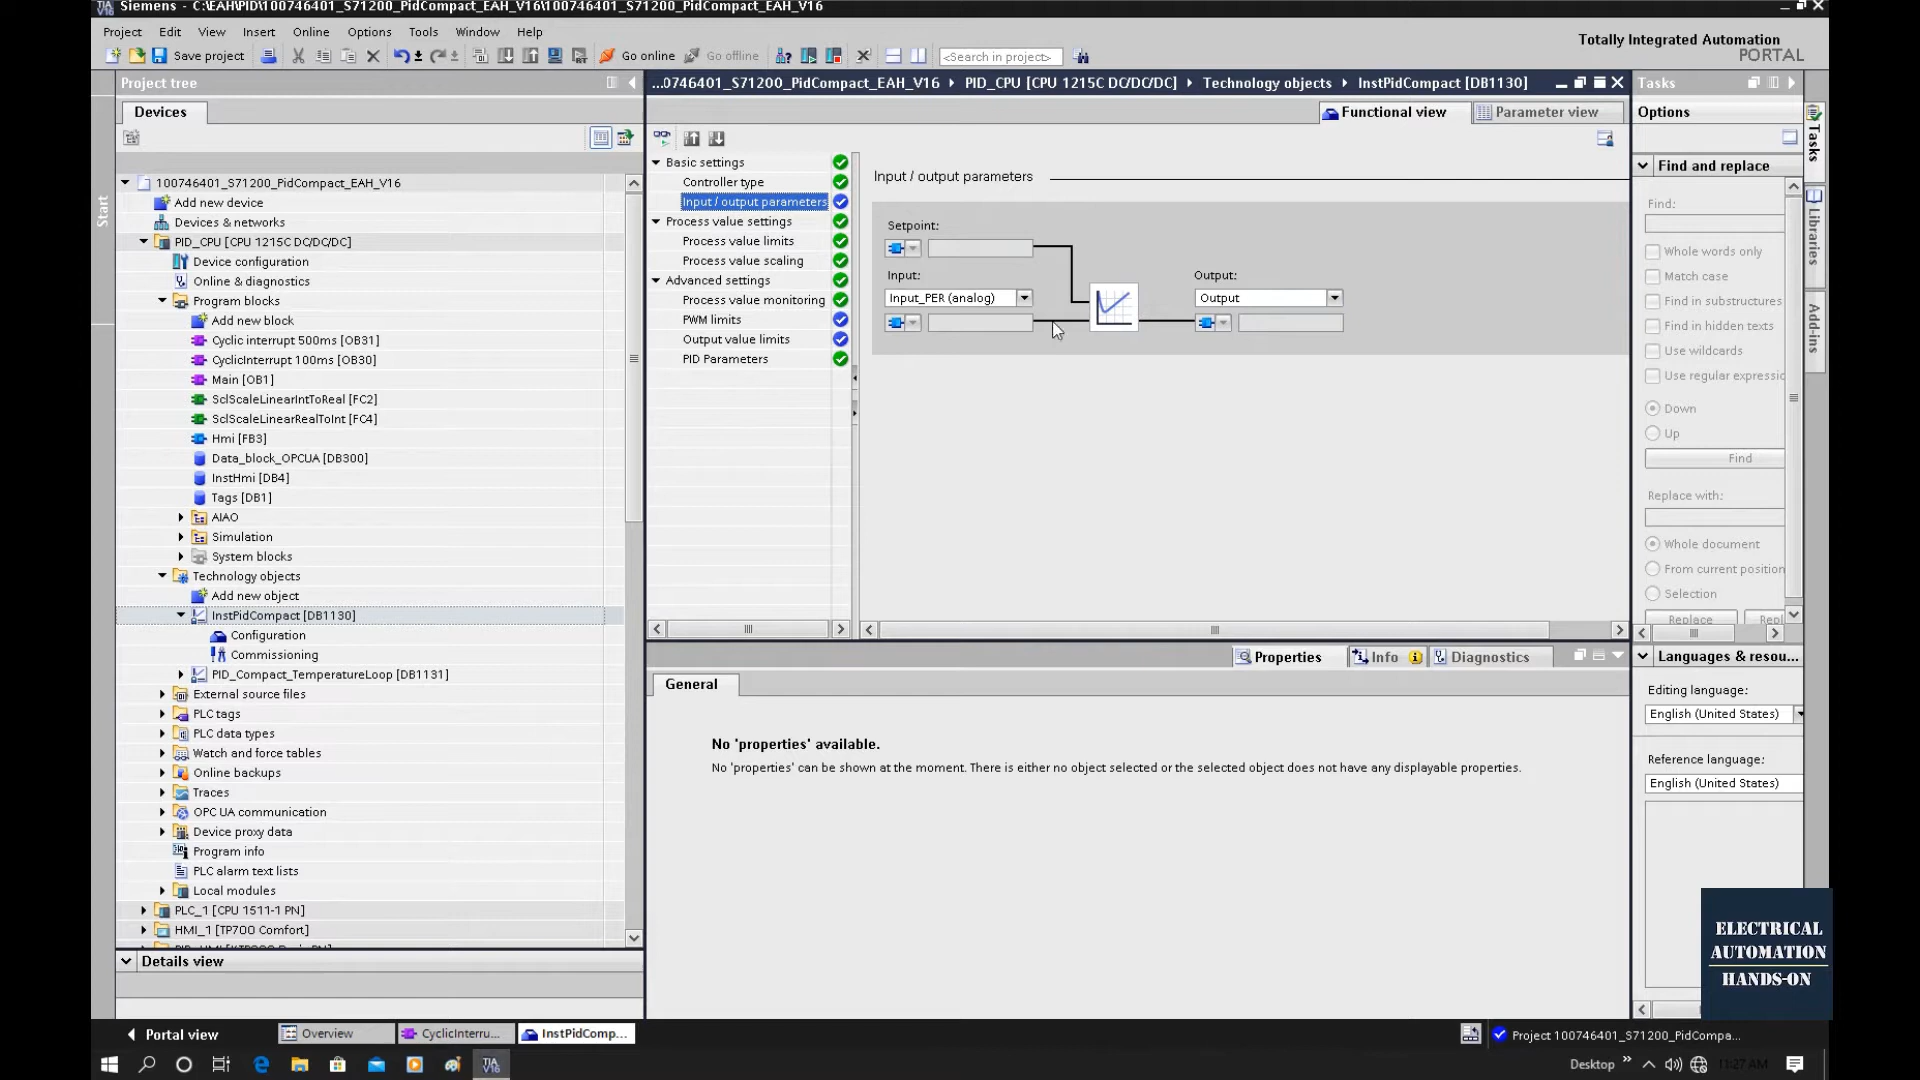 Siemens - C:\EAH\PID\100746401_S71200_PidCompact_EAH_V16\100746401_S71200_PidCompact_EAH_V16
Project Edit View Insert Online Options Tools Window Help
Totally Integrated Automation
PORTAL
Save project
Go online
Go offline
<Search in project>
Project tree
...0746401_S71200_PidCompact_EAH_V16 PID_CPU [CPU 1215C DC/DC/DC] Technology objects InstPidCompact [DB1130]
Tasks
Devices
Functional view
Parameter view
Options
Start
100746401_S71200_PidCompact_EAH_V16
Add new device
Devices & networks
PID_CPU [CPU 1215C DC/DC/DC]
Device configuration
Online & diagnostics
Program blocks
Add new block
Cyclic interrupt 500ms [OB31]
CyclicInterrupt 100ms [OB30]
Main [OB1]
SclScaleLinearIntToReal [FC2]
SclScaleLinearRealToInt [FC4]
Hmi [FB3]
Data_block_OPCUA [DB300]
InstHmi [DB4]
Tags [DB1]
AIAO
Simulation
System blocks
Technology objects
Add new object
InstPidCompact [DB1130]
Configuration
Commissioning
PID_Compact_TemperatureLoop [DB1131]
External source files
PLC tags
PLC data types
Watch and force tables
Online backups
Traces
OPC UA communication
Device proxy data
Program info
PLC alarm text lists
Local modules
PLC_1 [CPU 1511-1 PN]
HMI_1 [TP700 Comfort]
Details view
Basic settings
Controller type
Input / output parameters
Process value settings
Process value limits
Process value scaling
Advanced settings
Process value monitoring
PWM limits
Output value limits
PID Parameters
Input / output parameters
Setpoint:
Input:
Output:
Input_PER (analog)
Output
Properties
Info
Diagnostics
General
No 'properties' available.
No 'properties' can be shown at the moment. There is either no object selected or the selected object does not have any displayable properties.
Find and replace
Find:
Whole words only
Match case
Find in substructures
Find in hidden texts
Use wildcards
Use regular expressic
Down
Up
Find
Replace with:
Whole document
From current position
Selection
Replace
Repl
Languages & resou...
Editing language:
English (United States)
Reference language:
English (United States)
Tasks
Libraries
Add-ins
ELECTRICAL
AUTOMATION
HANDS-ON
Portal view
Overview
CyclicInterru...
InstPidComp...
Project 100746401_S71200_PidCompa...
TIA
V16
Desktop
11:27 AM